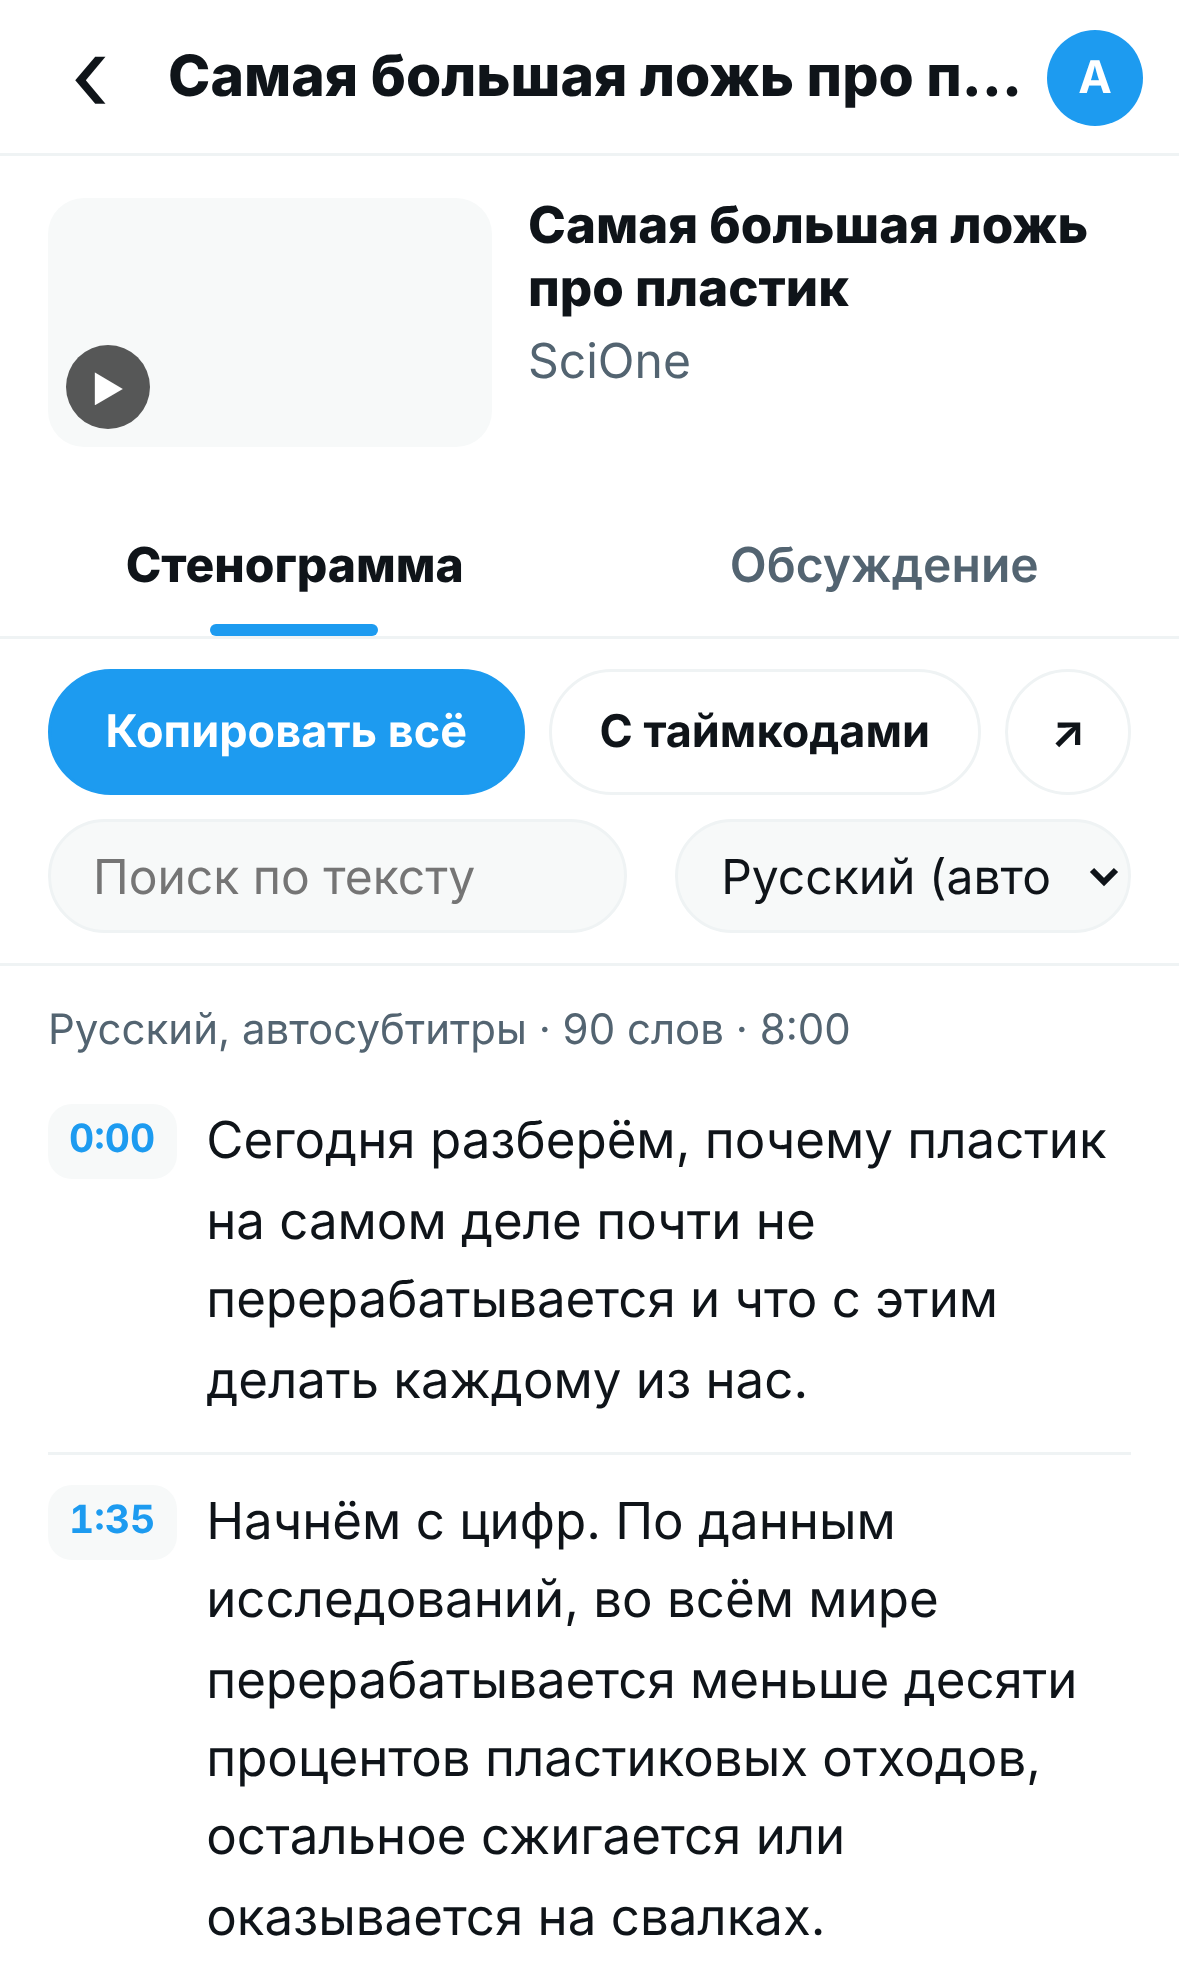 Самая большая ложь про п...
А
Самая большая ложь
про пластик
SciOne
Стенограмма
Обсуждение
Копировать всё
С таймкодами
Поиск по тексту
Русский (авто
Русский, автосубтитры · 90 слов · 8:00
0:00
Сегодня разберём, почему пластик
на самом деле почти не
перерабатывается и что с этим
делать каждому из нас.
1:35
Начнём с цифр. По данным
исследований, во всём мире
перерабатывается меньше десяти
процентов пластиковых отходов,
остальное сжигается или
оказывается на свалках.